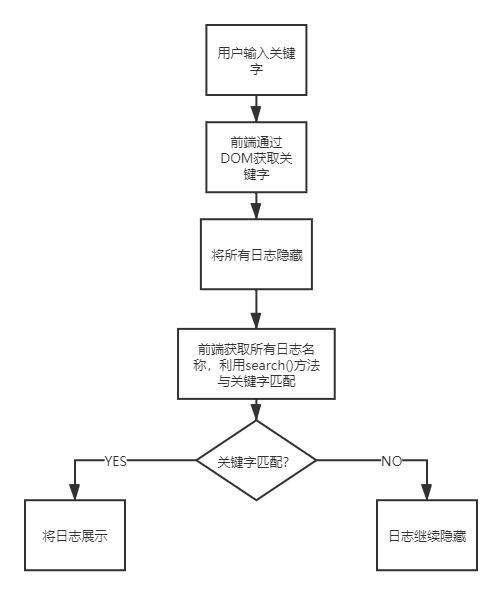 用户输入关键
字
前端通过
DOM获取关
键字
将所有日志隐藏
前端获取所有日志名
称，利用search()方法
与关键字匹配
关键字匹配?
YES
NO
将日志展示
日志继续隐藏